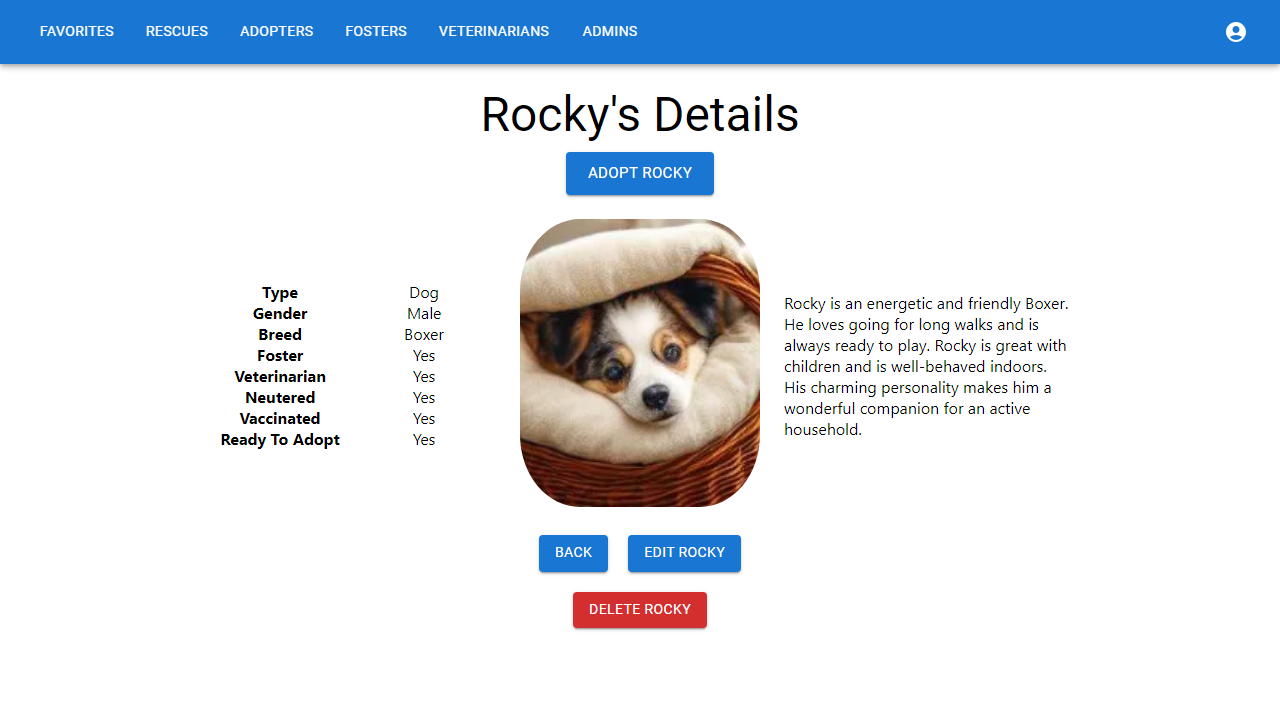 FAVORITES RESCUES ADOPTERS FOSTERS VETERINARIANS ADMINS
Rocky's Details
ADOPT ROCKY
Type Dog
Gender Male
Breed Boxer
Foster Yes
Veterinarian Yes
Neutered Yes
Vaccinated Yes
Ready To Adopt Yes
Rocky is an energetic and friendly Boxer.
He loves going for long walks and is
always ready to play. Rocky is great with
children and is well-behaved indoors.
His charming personality makes him a
wonderful companion for an active
household.
BACK EDIT ROCKY
DELETE ROCKY